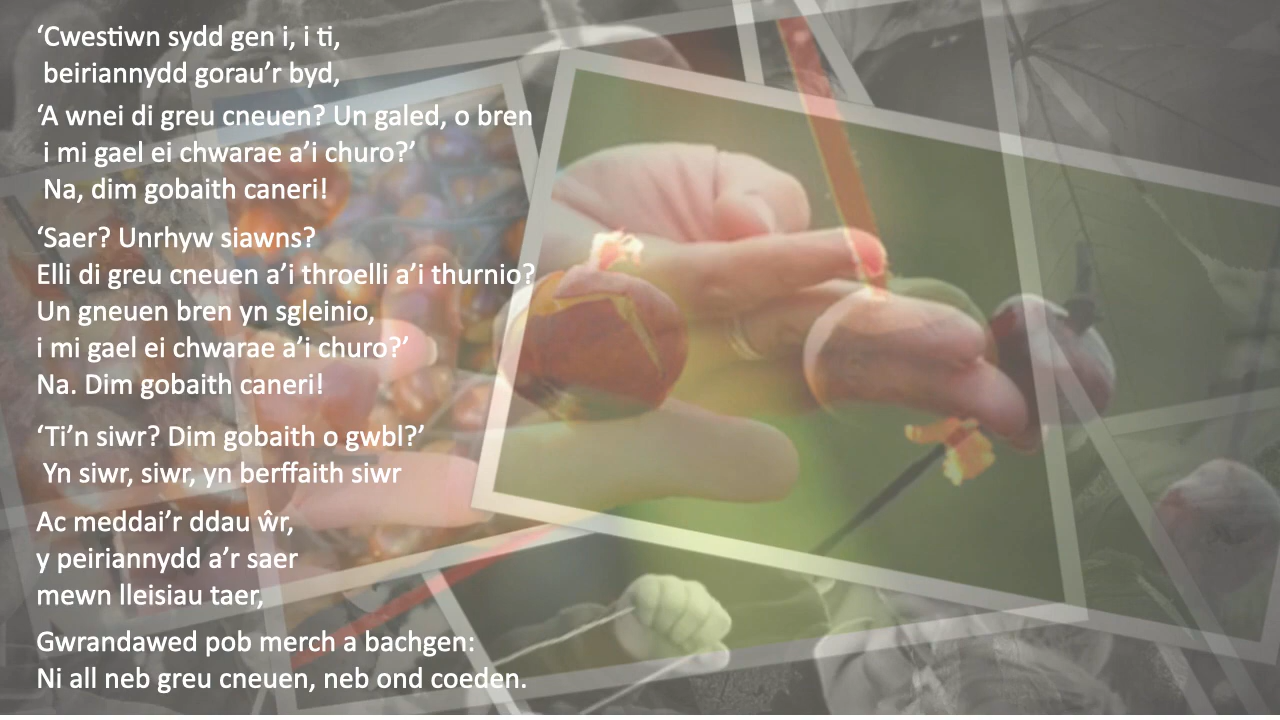 ‘Cwestiwn sydd gen i, i ti,
beiriannydd gorau’r byd,
‘A wnei di greu cneuen? Un galed, o bren
i mi gael ei chwarae a’i churo?’
Na, dim gobaith caneri!
‘Saer? Unrhyw siawns?
Elli di greu cneuen a’i throelli a’i thurnio?
Un gneuen bren yn sgleinio,
i mi gael ei chwarae a’i churo?’
Na. Dim gobaith caneri!
‘Ti’n siwr? Dim gobaith o gwbl?’
Yn siwr, siwr, yn berffaith siwr
Ac meddai’r ddau ŵr,
y peiriannydd a’r saer
mewn lleisiau taer,
Gwrandawed pob merch a bachgen:
Ni all neb greu cneuen, neb ond coeden.